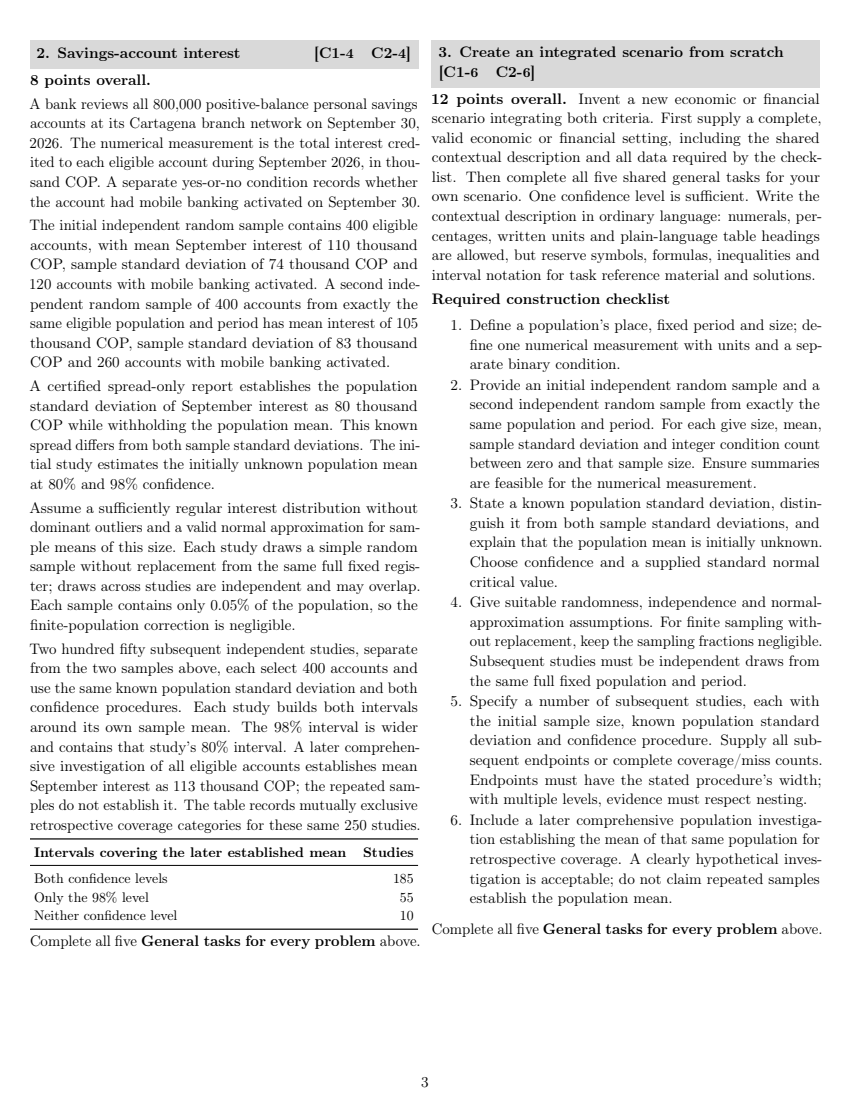 2. Savings-account interest [C1-4 C2-4]
8 points overall.
A bank reviews all 800,000 positive-balance personal savings
accounts at its Cartagena branch network on September 30,
2026. The numerical measurement is the total interest cred-
ited to each eligible account during September 2026, in thou-
sand COP. A separate yes-or-no condition records whether
the account had mobile banking activated on September 30.
The initial independent random sample contains 400 eligible
accounts, with mean September interest of 110 thousand
COP, sample standard deviation of 74 thousand COP and
120 accounts with mobile banking activated. A second inde-
pendent random sample of 400 accounts from exactly the
same eligible population and period has mean interest of 105
thousand COP, sample standard deviation of 83 thousand
COP and 260 accounts with mobile banking activated.
A certified spread-only report establishes the population
standard deviation of September interest as 80 thousand
COP while withholding the population mean. This known
spread differs from both sample standard deviations. The ini-
tial study estimates the initially unknown population mean
at 80% and 98% confidence.
Assume a sufficiently regular interest distribution without
dominant outliers and a valid normal approximation for sam-
ple means of this size. Each study draws a simple random
sample without replacement from the same full fixed regis-
ter; draws across studies are independent and may overlap.
Each sample contains only 0.05% of the population, so the
finite-population correction is negligible.
Two hundred fifty subsequent independent studies, separate
from the two samples above, each select 400 accounts and
use the same known population standard deviation and both
confidence procedures. Each study builds both intervals
around its own sample mean. The 98% interval is wider
and contains that study's 80% interval. A later comprehen-
sive investigation of all eligible accounts establishes mean
September interest as 113 thousand COP; the repeated sam-
ples do not establish it. The table records mutually exclusive
retrospective coverage categories for these same 250 studies.
Intervals covering the later established mean Studies
Both confidence levels 185
Only the 98% level 55
Neither confidence level 10
Complete all five General tasks for every problem above.
3. Create an integrated scenario from scratch
[C1-6 C2-6]
12 points overall. Invent a new economic or financial
scenario integrating both criteria. First supply a complete,
valid economic or financial setting, including the shared
contextual description and all data required by the check-
list. Then complete all five shared general tasks for your
own scenario. One confidence level is sufficient. Write the
contextual description in ordinary language: numerals, per-
centages, written units and plain-language table headings
are allowed, but reserve symbols, formulas, inequalities and
interval notation for task reference material and solutions.
Required construction checklist
1. Define a population's place, fixed period and size; de-
fine one numerical measurement with units and a sep-
arate binary condition.
2. Provide an initial independent random sample and a
second independent random sample from exactly the
same population and period. For each give size, mean,
sample standard deviation and integer condition count
between zero and that sample size. Ensure summaries
are feasible for the numerical measurement.
3. State a known population standard deviation, distin-
guish it from both sample standard deviations, and
explain that the population mean is initially unknown.
Choose confidence and a supplied standard normal
critical value.
4. Give suitable randomness, independence and normal-
approximation assumptions. For finite sampling with-
out replacement, keep the sampling fractions negligible.
Subsequent studies must be independent draws from
the same full fixed population and period.
5. Specify a number of subsequent studies, each with
the initial sample size, known population standard
deviation and confidence procedure. Supply all sub-
sequent endpoints or complete coverage/miss counts.
Endpoints must have the stated procedure's width;
with multiple levels, evidence must respect nesting.
6. Include a later comprehensive population investiga-
tion establishing the mean of that same population for
retrospective coverage. A clearly hypothetical inves-
tigation is acceptable; do not claim repeated samples
establish the population mean.
Complete all five General tasks for every problem above.
3